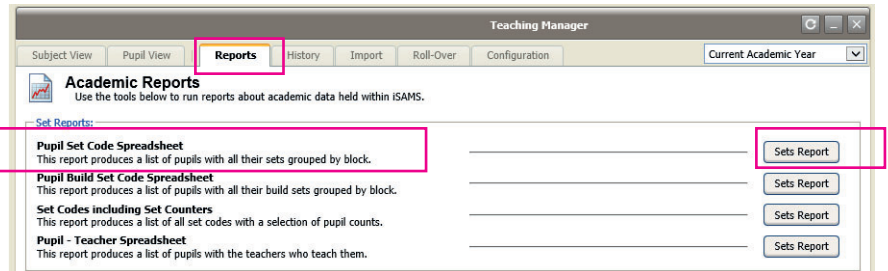 Teaching Manager
Subject View Pupil View Reports History Import Roll-Over Configuration Current Academic Year
Academic Reports
Use the tools below to run reports about academic data held within iSAMS.
Set Reports:
Pupil Set Code Spreadsheet Sets Report
This report produces a list of pupils with all their sets grouped by block.
Pupil Build Set Code Spreadsheet Sets Report
This report produces a list of pupils with all their build sets grouped by block.
Set Codes including Set Counters Sets Report
This report produces a list of all set codes with a selection of pupil counts.
Pupil - Teacher Spreadsheet Sets Report
This report produces a list of pupils with the teachers who teach them.